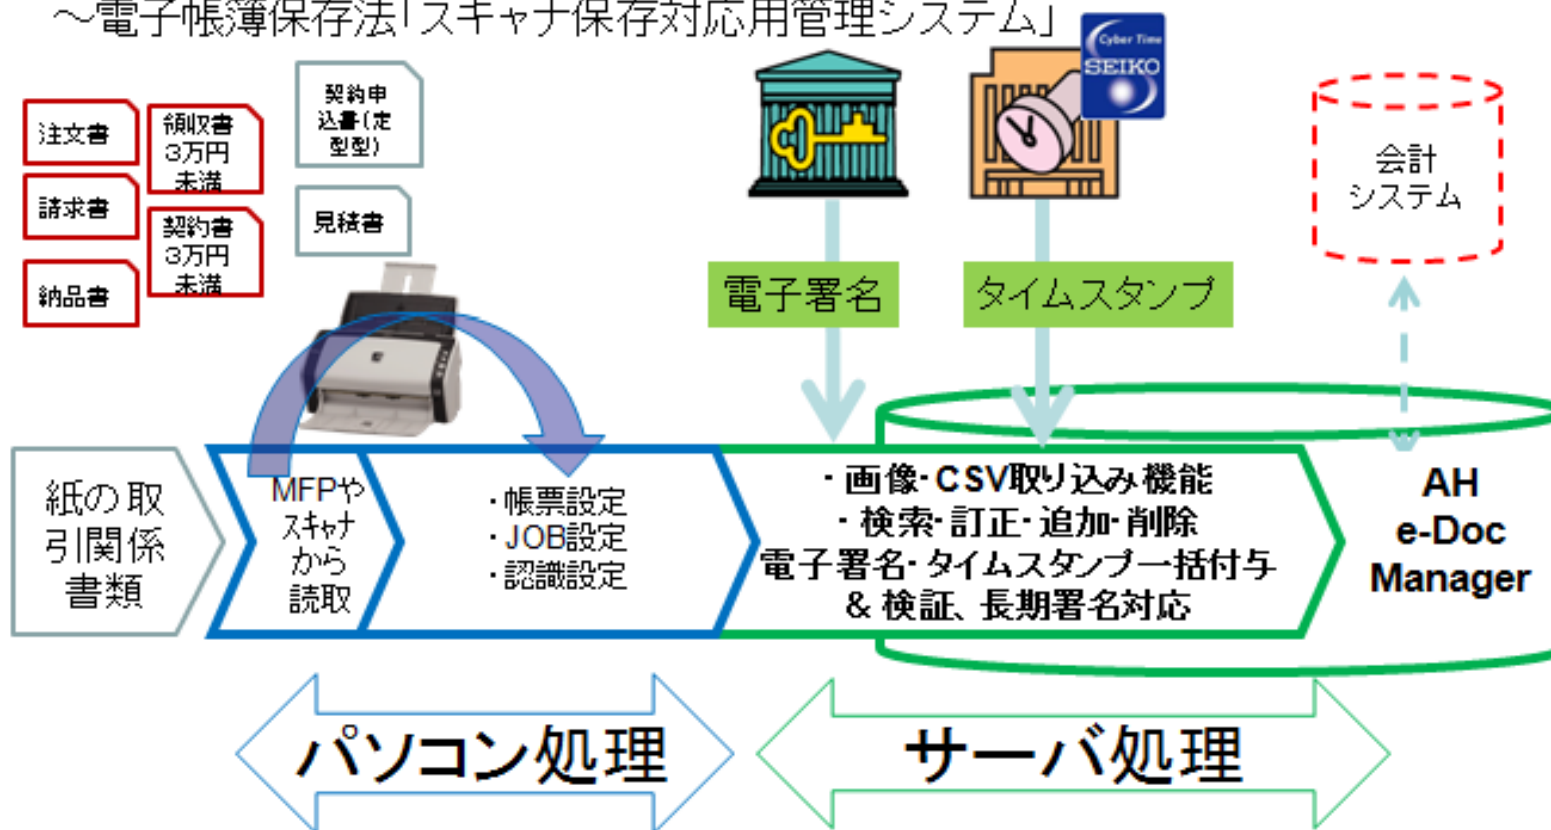 ～電子帳簿保存法｢スキャナ保存対応用管理システム｣
注文書
領収書
３万円
未満
請求書
契約書
３万円
未満
納品書
契約申
込書(定
型型)
見積書
Cyber Time
SEIKO
会計
システム
電子署名
タイムスタンプ
紙の取
引関係
書類
MFPや
スキャナ
から
読取
・帳票設定
・JOB設定
・認識設定
・画像・CSV取り込み機能
・検索・訂正・追加・削除
電子署名・タイムスタンプ一括付与
＆検証、長期署名対応
AH
e-Doc
Manager
パソコン処理
サーバ処理